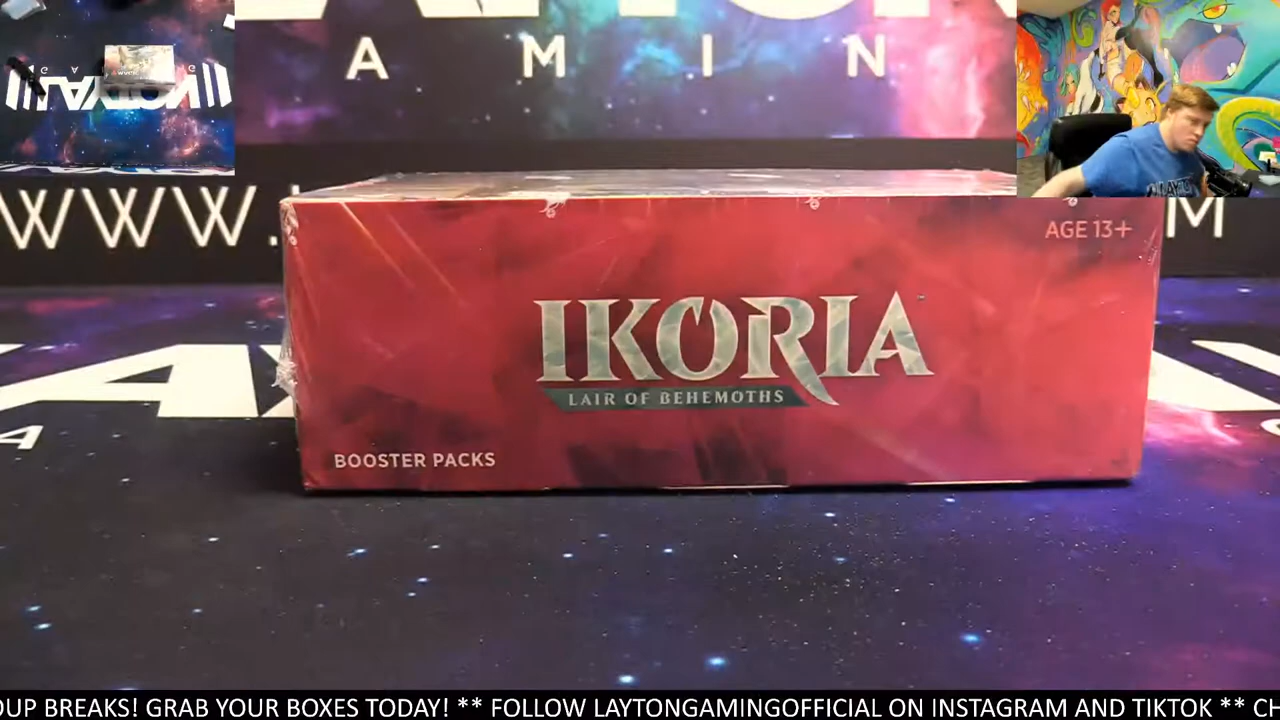 A M I N
WWW.
M
AGE 13+
IKORIA
LAIR OF BEHEMOTHS
BOOSTER PACKS
OUP BREAKS! GRAB YOUR BOXES TODAY! ** FOLLOW LAYTONGAMINGOFFICIAL ON INSTAGRAM AND TIKTOK ** CH